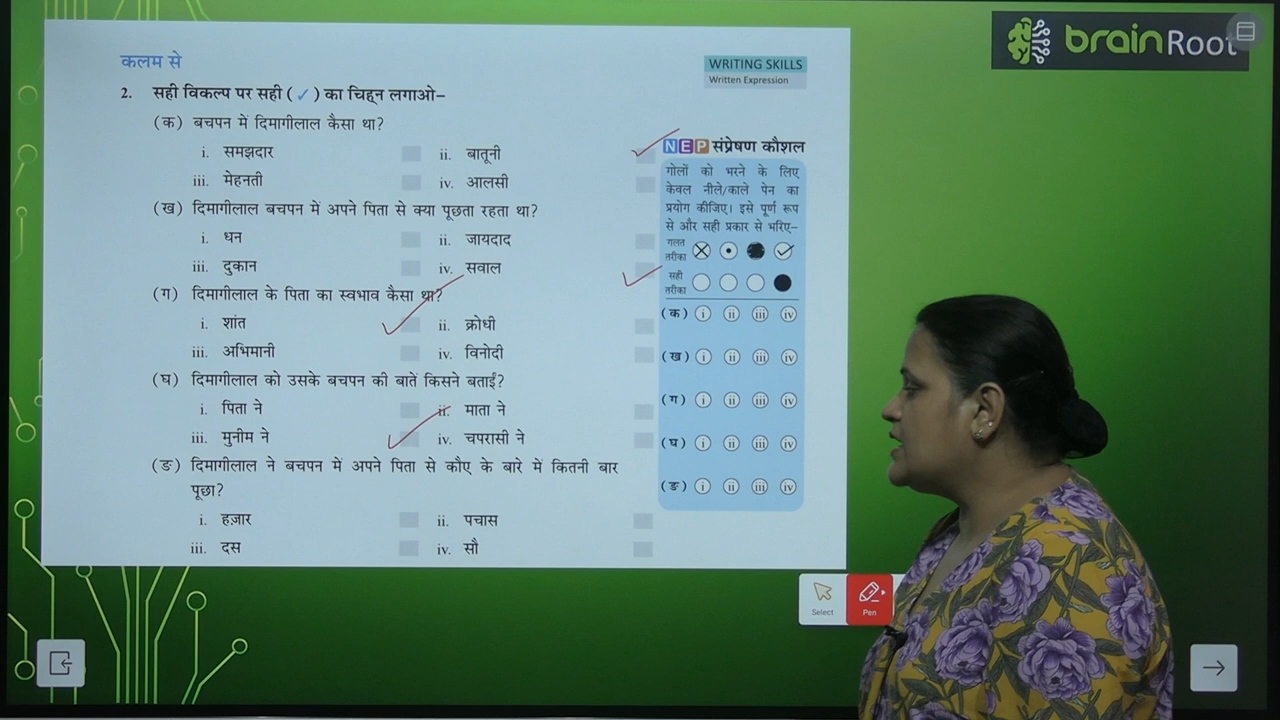 brainRoot
कलम से
WRITING SKILLS
Written Expression
2. सही विकल्प पर सही (✓) का चिह्न लगाओ–
(क) बचपन में दिमागीलाल कैसा था?
i. समझदार ii. बातूनी
iii. मेहनती iv. आलसी
(ख) दिमागीलाल बचपन में अपने पिता से क्या पूछता रहता था?
i. धन ii. जायदाद
iii. दुकान iv. सवाल
(ग) दिमागीलाल के पिता का स्वभाव कैसा था?
i. शांत ii. क्रोधी
iii. अभिमानी iv. विनोदी
(घ) दिमागीलाल को उसके बचपन की बातें किसने बताईं?
i. पिता ने ii. माता ने
iii. मुनीम ने iv. चपरासी ने
(ङ) दिमागीलाल ने बचपन में अपने पिता से कौए के बारे में कितनी बार
पूछा?
i. हज़ार ii. पचास
iii. दस iv. सौ
NEP संप्रेषण कौशल
गोलों को भरने के लिए
केवल नीले/काले पेन का
प्रयोग कीजिए। इसे पूर्ण रूप
से और सही प्रकार से भरिए–
गलत
तरीका
सही
तरीका
(क) i ii iii iv
(ख) i ii iii iv
(ग) i ii iii iv
(घ) i ii iii iv
(ङ) i ii iii iv
Select Pen